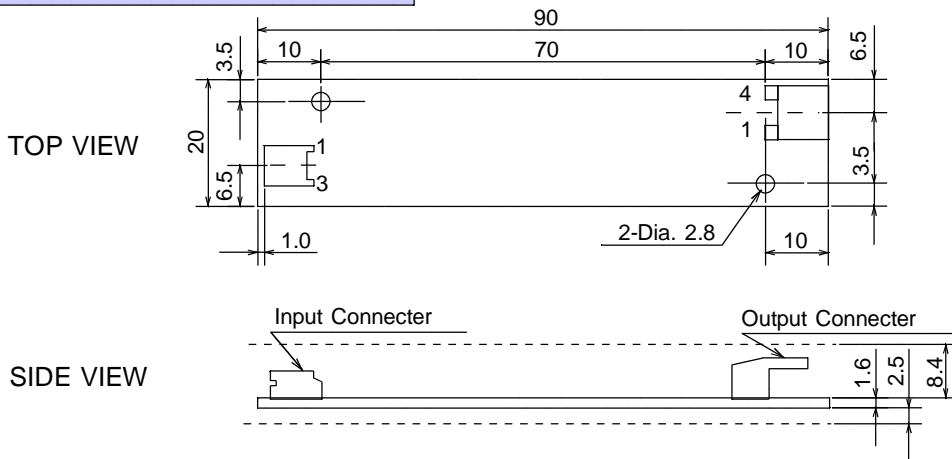 90
10 70 10
3.5
6.5
TOP VIEW
20
6.5
1
3
4
1
3.5
2-Dia. 2.8
1.0
10
Input Connecter
Output Connecter
SIDE VIEW
1.6
2.5
8.4